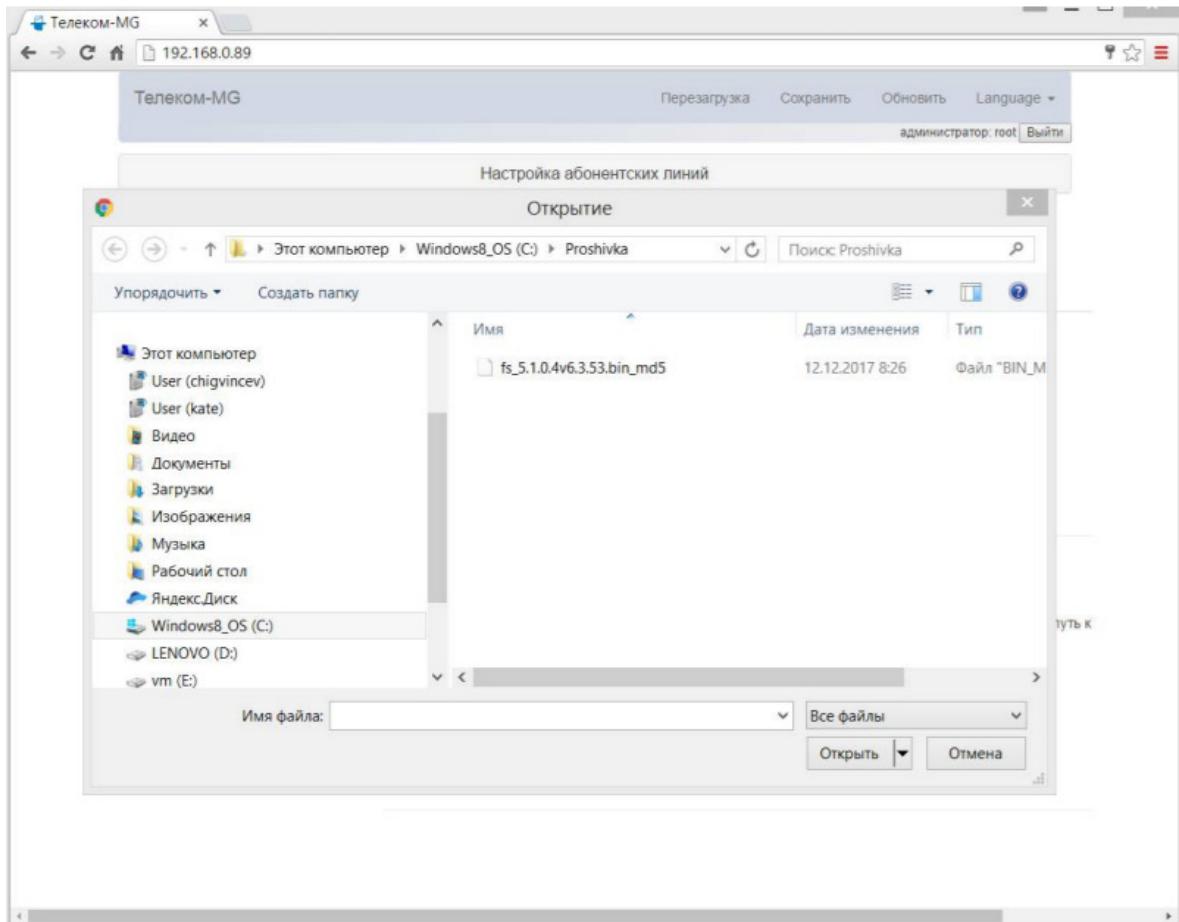 Телеком-MG
192.168.0.89
Телеком-MG Перезагрузка Сохранить Обновить Language
администратор: root Выйти
Настройка абонентских линий
Открытие
Этот компьютер Windows8_OS (C:) Proshivka Поиск: Proshivka
Упорядочить Создать папку
Имя Дата изменения Тип
fs_5.1.0.4v6.3.53.bin_md5 12.12.2017 8:26 Файл "BIN_M
Этот компьютер
User (chigvincev)
User (kate)
Видео
Документы
Загрузки
Изображения
Музыка
Рабочий стол
Яндекс.Диск
Windows8_OS (C:)
LENOVO (D:)
vm (E:)
путь к
Имя файла: Все файлы
Открыть Отмена